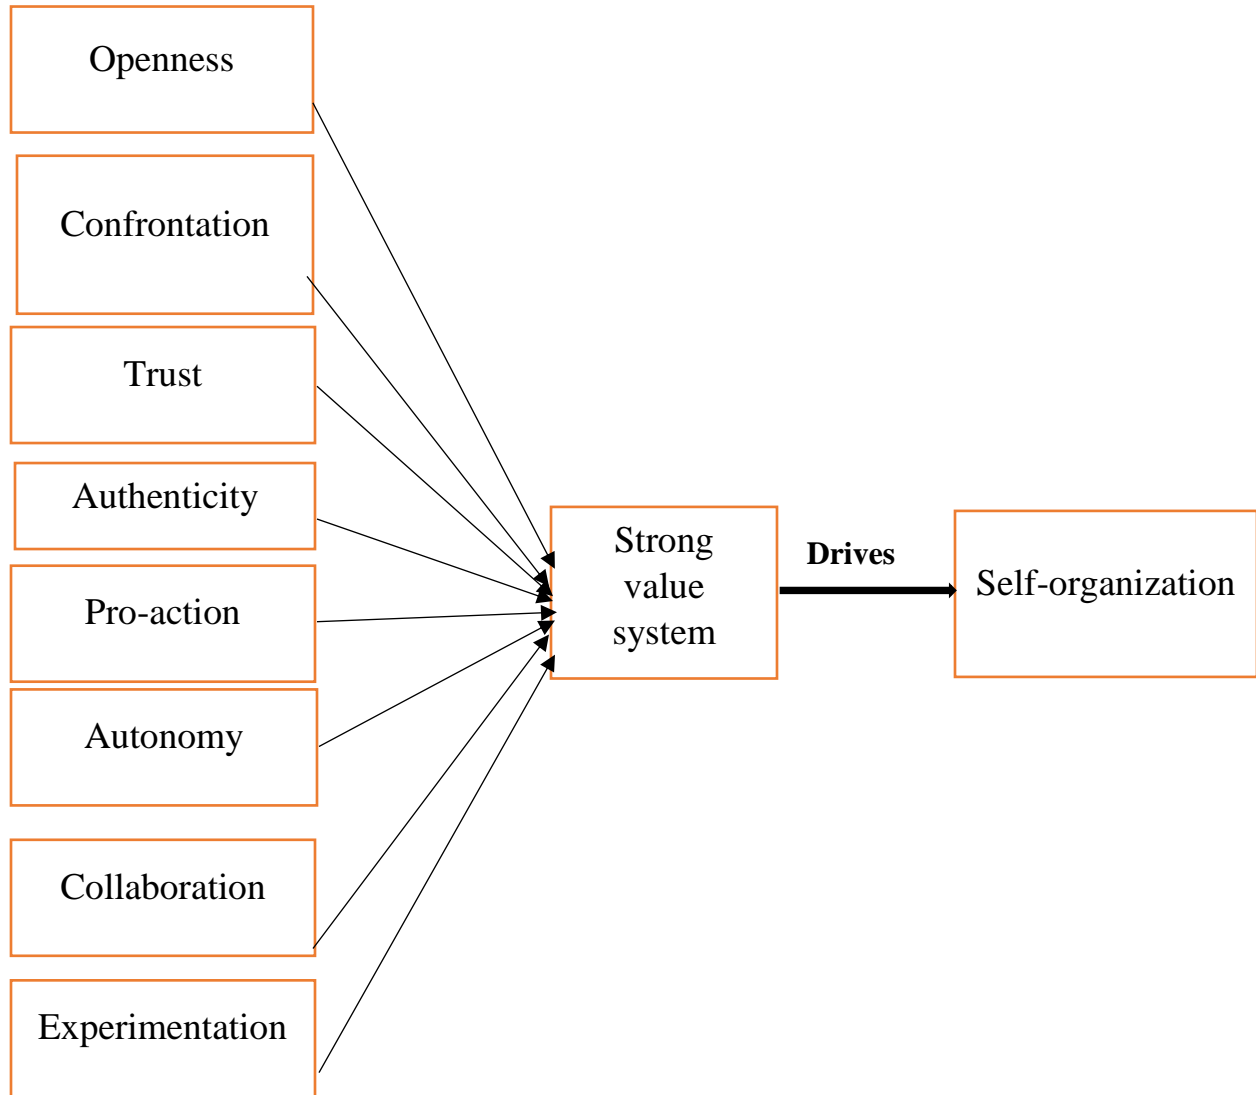 Openness
Confrontation
Trust
Authenticity
Pro-action
Autonomy
Collaboration
Experimentation
Strong
value
system
Drives
Self-organization